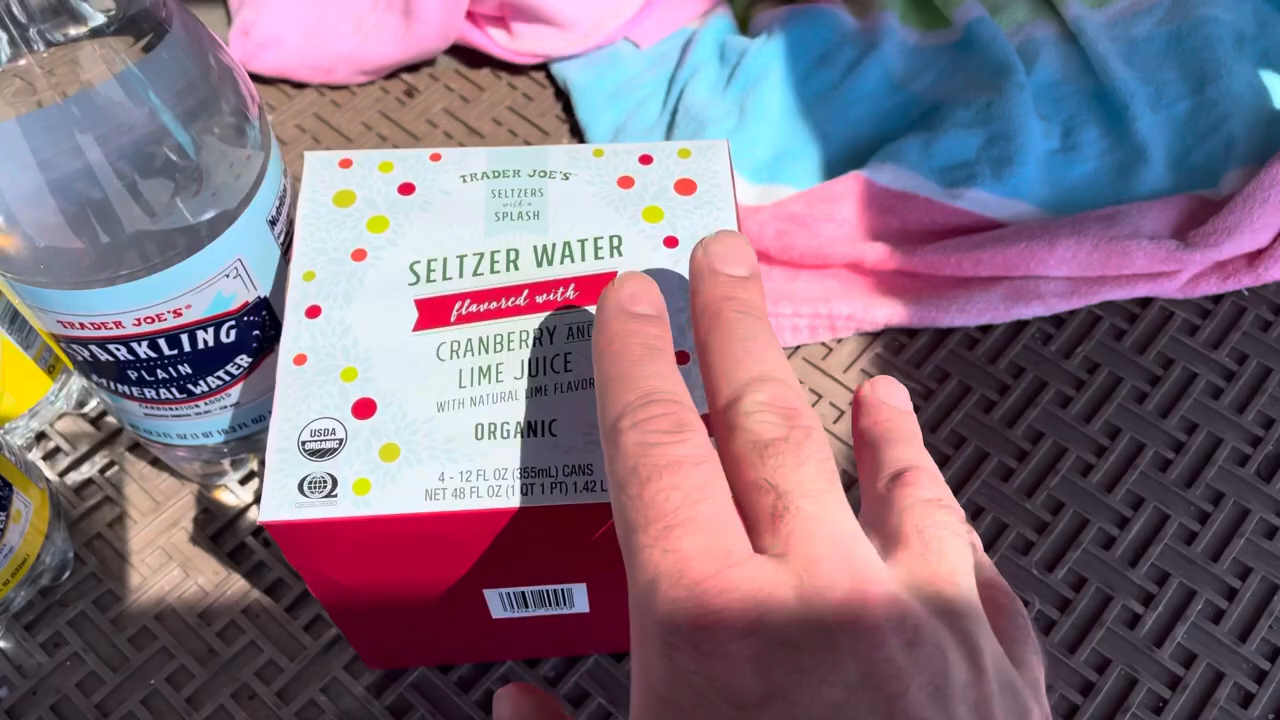 TRADER JOE'S
SELTZERS
with a
SPLASH
SELTZER WATER
flavored with
CRANBERRY AND
LIME JUICE
WITH NATURAL LIME FLAVOR
ORGANIC
4 - 12 FL OZ (355mL) CANS
NET 48 FL OZ (1 QT 1 PT) 1.42 L
USDA
ORGANIC
TRADER JOE'S®
SPARKLING
PLAIN
MINERAL WATER
CARBONATION ADDED